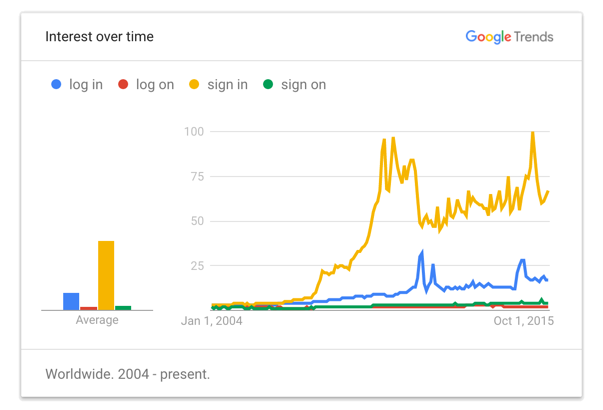 Interest over time Google Trends
log in log on sign in sign on
100
75
50
25
Average Jan 1, 2004 Oct 1, 2015
Worldwide. 2004 - present.